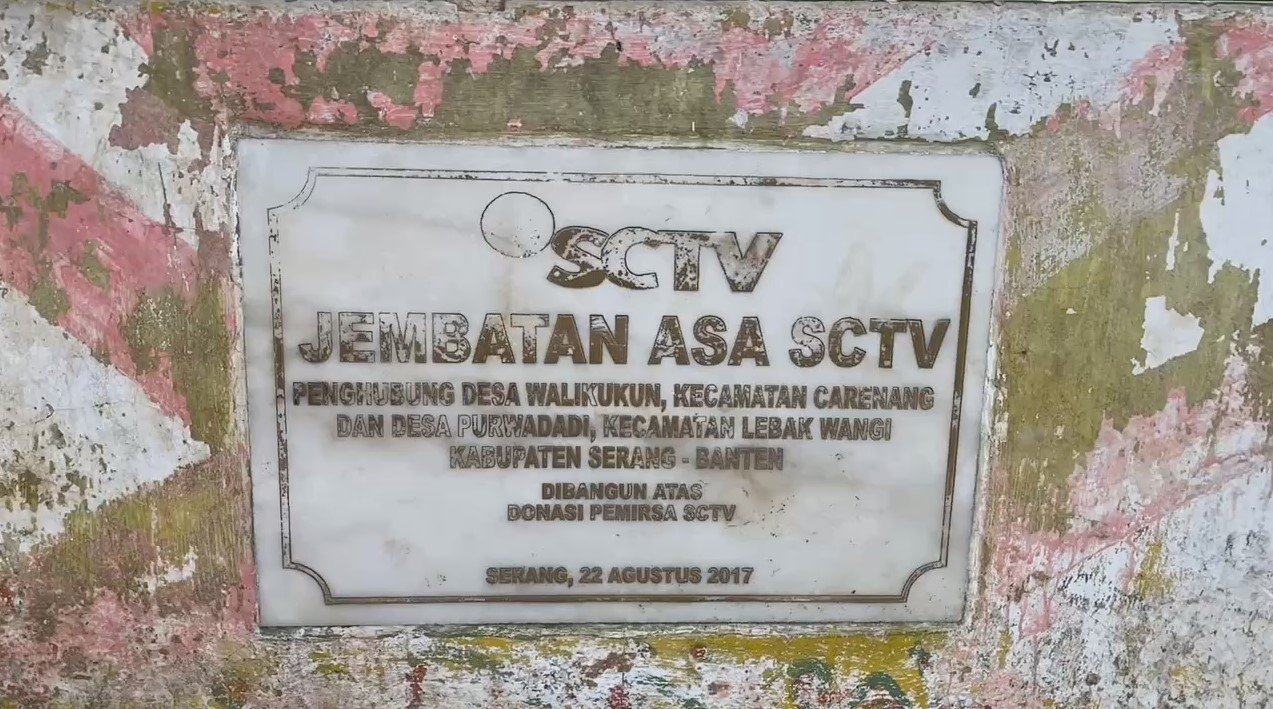 SCTV
JEMBATAN ASA SCTV
PENGHUBUNG DESA WALIKUKUN, KECAMATAN CARENANG
DAN DESA PURWADADI, KECAMATAN LEBAK WANGI
KABUPATEN SERANG - BANTEN
DIBANGUN ATAS
DONASI PEMIRSA SCTV
SERANG, 22 AGUSTUS 2017